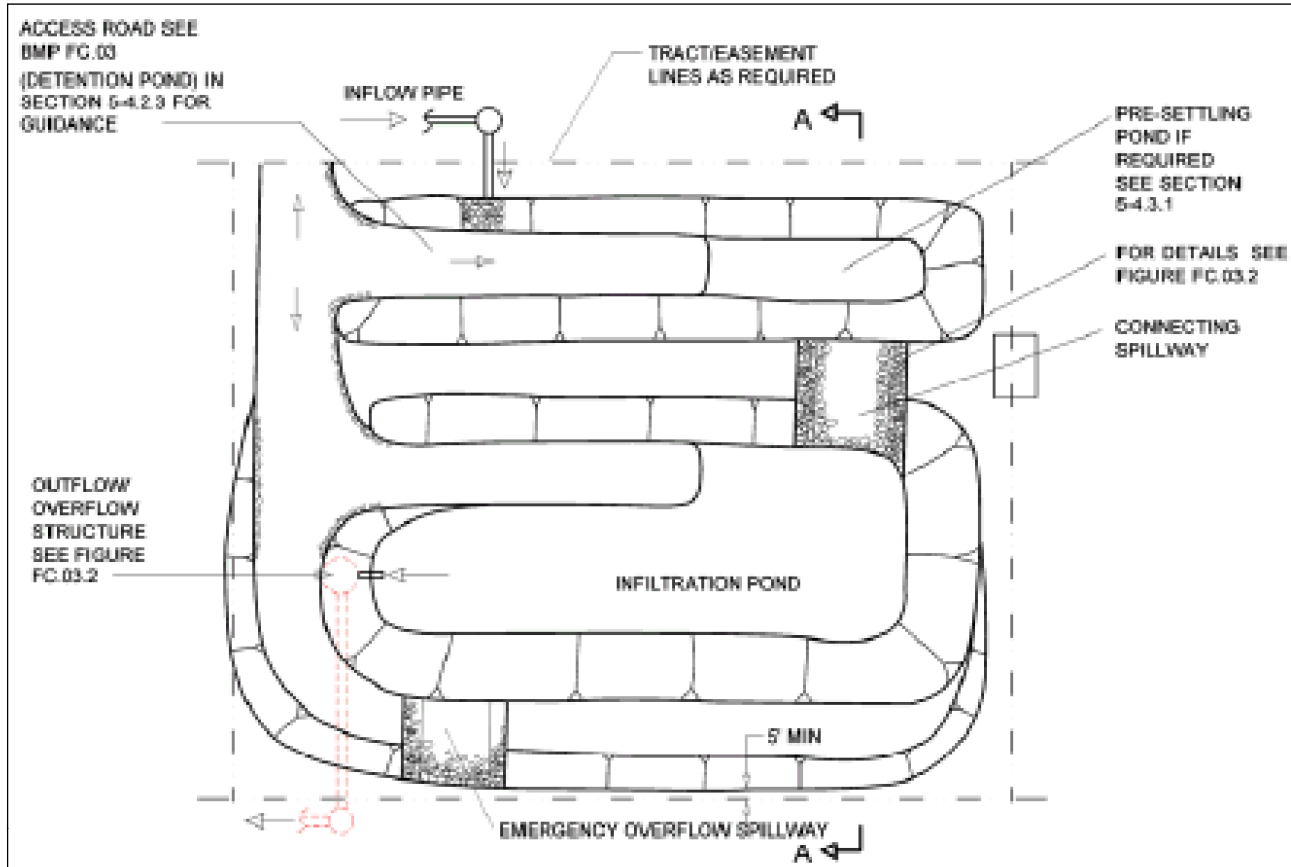 ACCESS ROAD SEE
BMP FC.03
(DETENTION POND) IN
SECTION 5-4.2.3 FOR
GUIDANCE
INFLOW PIPE
TRACT/EASEMENT
LINES AS REQUIRED
A
PRE-SETTLING
POND IF
REQUIRED
SEE SECTION
5-4.3.1
FOR DETAILS SEE
FIGURE FC.03.2
CONNECTING
SPILLWAY
OUTFLOW/
OVERFLOW
STRUCTURE
SEE FIGURE
FC.03.2
INFILTRATION POND
5' MIN
EMERGENCY OVERFLOW SPILLWAY
A